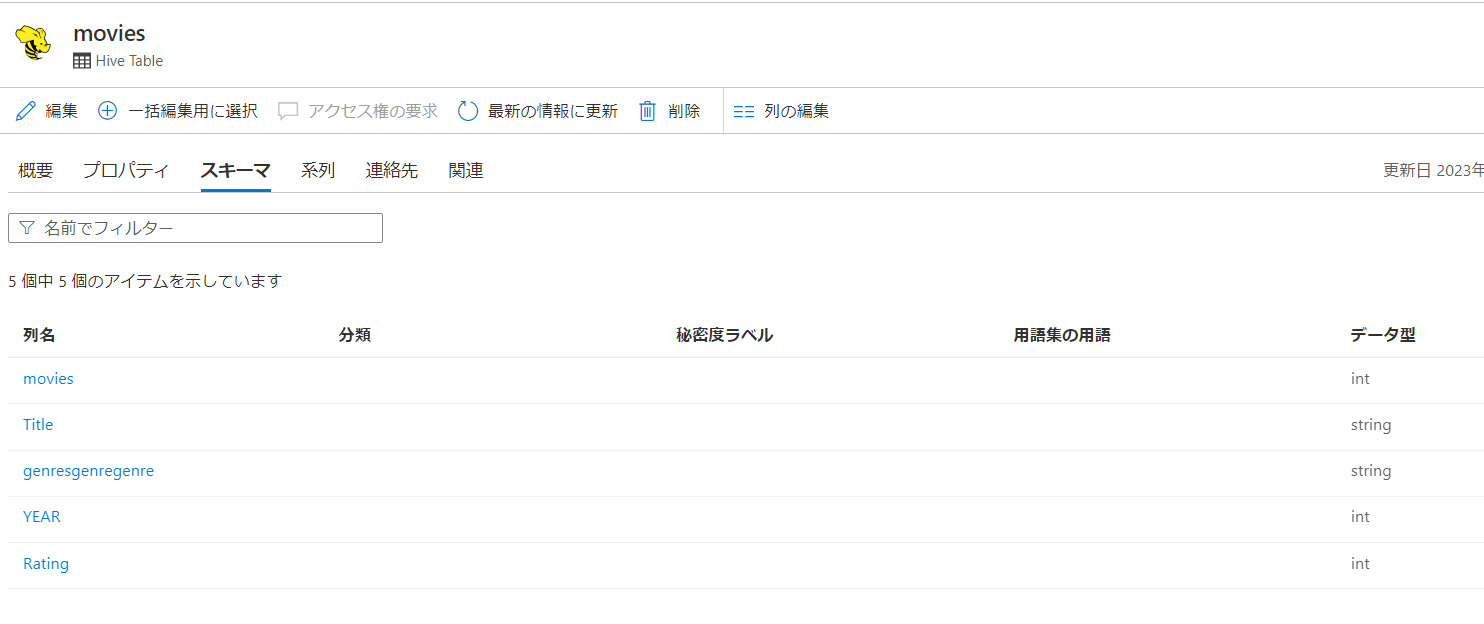 movies
Hive Table
編集 一括編集用に選択 アクセス権の要求 最新の情報に更新 削除 列の編集
概要 プロパティ スキーマ 系列 連絡先 関連 更新日 2023年
名前でフィルター
5 個中 5 個のアイテムを示しています
列名 分類 秘密度ラベル 用語集の用語 データ型
movies int
Title string
genresgenregenre string
YEAR int
Rating int